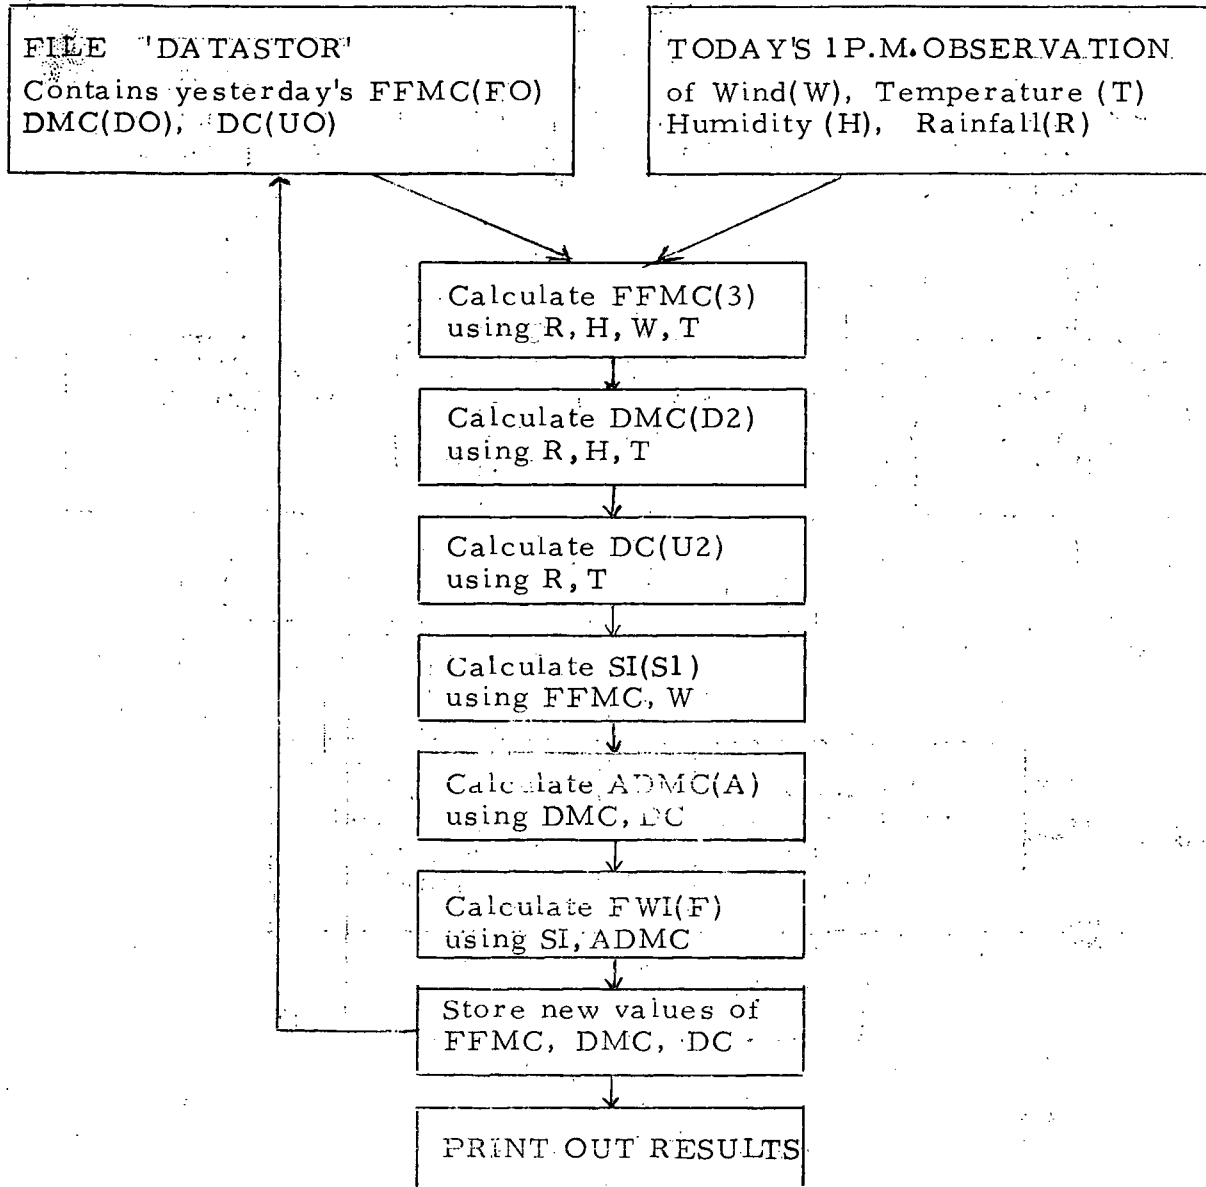 FILE 'DATASTOR'
Contains yesterday's FFMC(FO)
DMC(DO), DC(UO)
TODAY'S 1P.M. OBSERVATION
of Wind(W), Temperature (T)
Humidity (H), Rainfall(R)
Calculate FFMC(3)
using R, H, W, T
Calculate DMC(D2)
using R, H, T
Calculate DC(U2)
using R, T
Calculate SI(S1)
using FFMC, W
Calculate ADMC(A)
using DMC, DC
Calculate FWI(F)
using SI, ADMC
Store new values of
FFMC, DMC, DC
PRINT OUT RESULTS